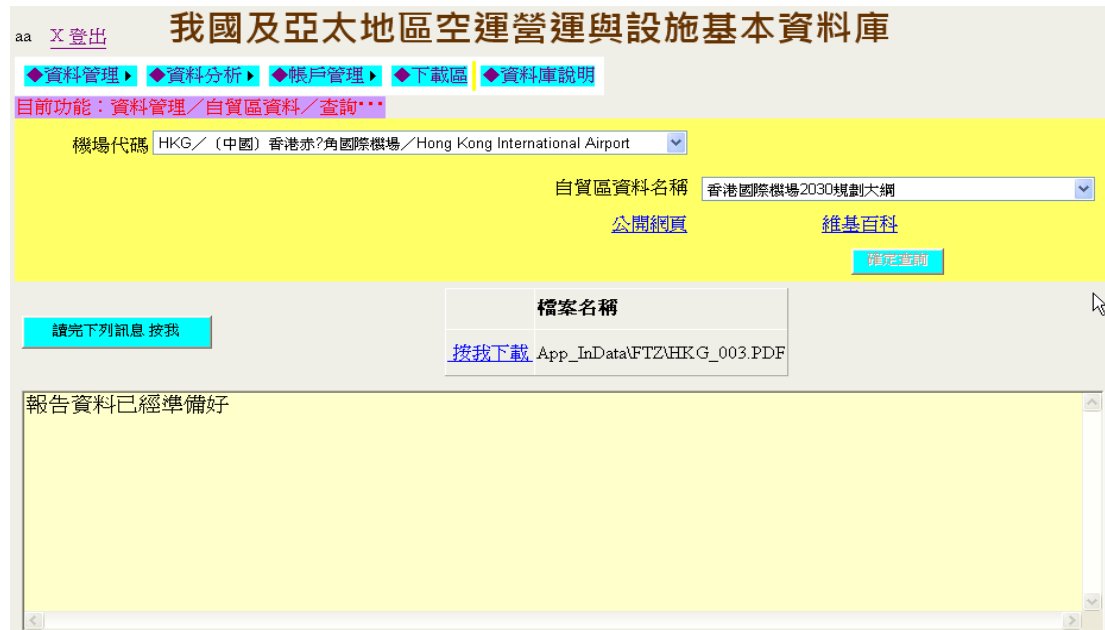 aa X 登出 我國及亞太地區空運營運與設施基本資料庫
◆資料管理▶ ◆資料分析▶ ◆帳戶管理▶ ◆下載區 ◆資料庫說明
目前功能：資料管理／自貿區資料／查詢•••
機場代碼 HKG／（中國）香港赤?角國際機場／Hong Kong International Airport
自貿區資料名稱 香港國際機場2030規劃大綱
公開網頁 維基百科
確定查詢
檔案名稱
讀完下列訊息 按我
按我下載 App_InData\FTZ\HKG_003.PDF
報告資料已經準備好